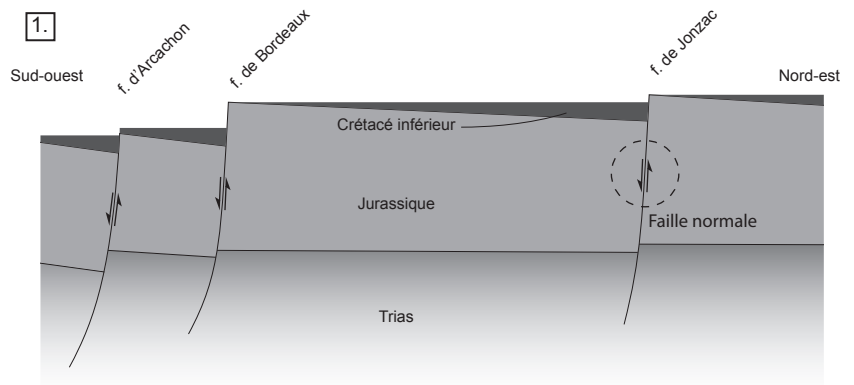 1.
Sud-ouest
f. d'Arcachon
f. de Bordeaux
f. de Jonzac
Nord-est
Crétacé inférieur
Jurassique
Faille normale
Trias